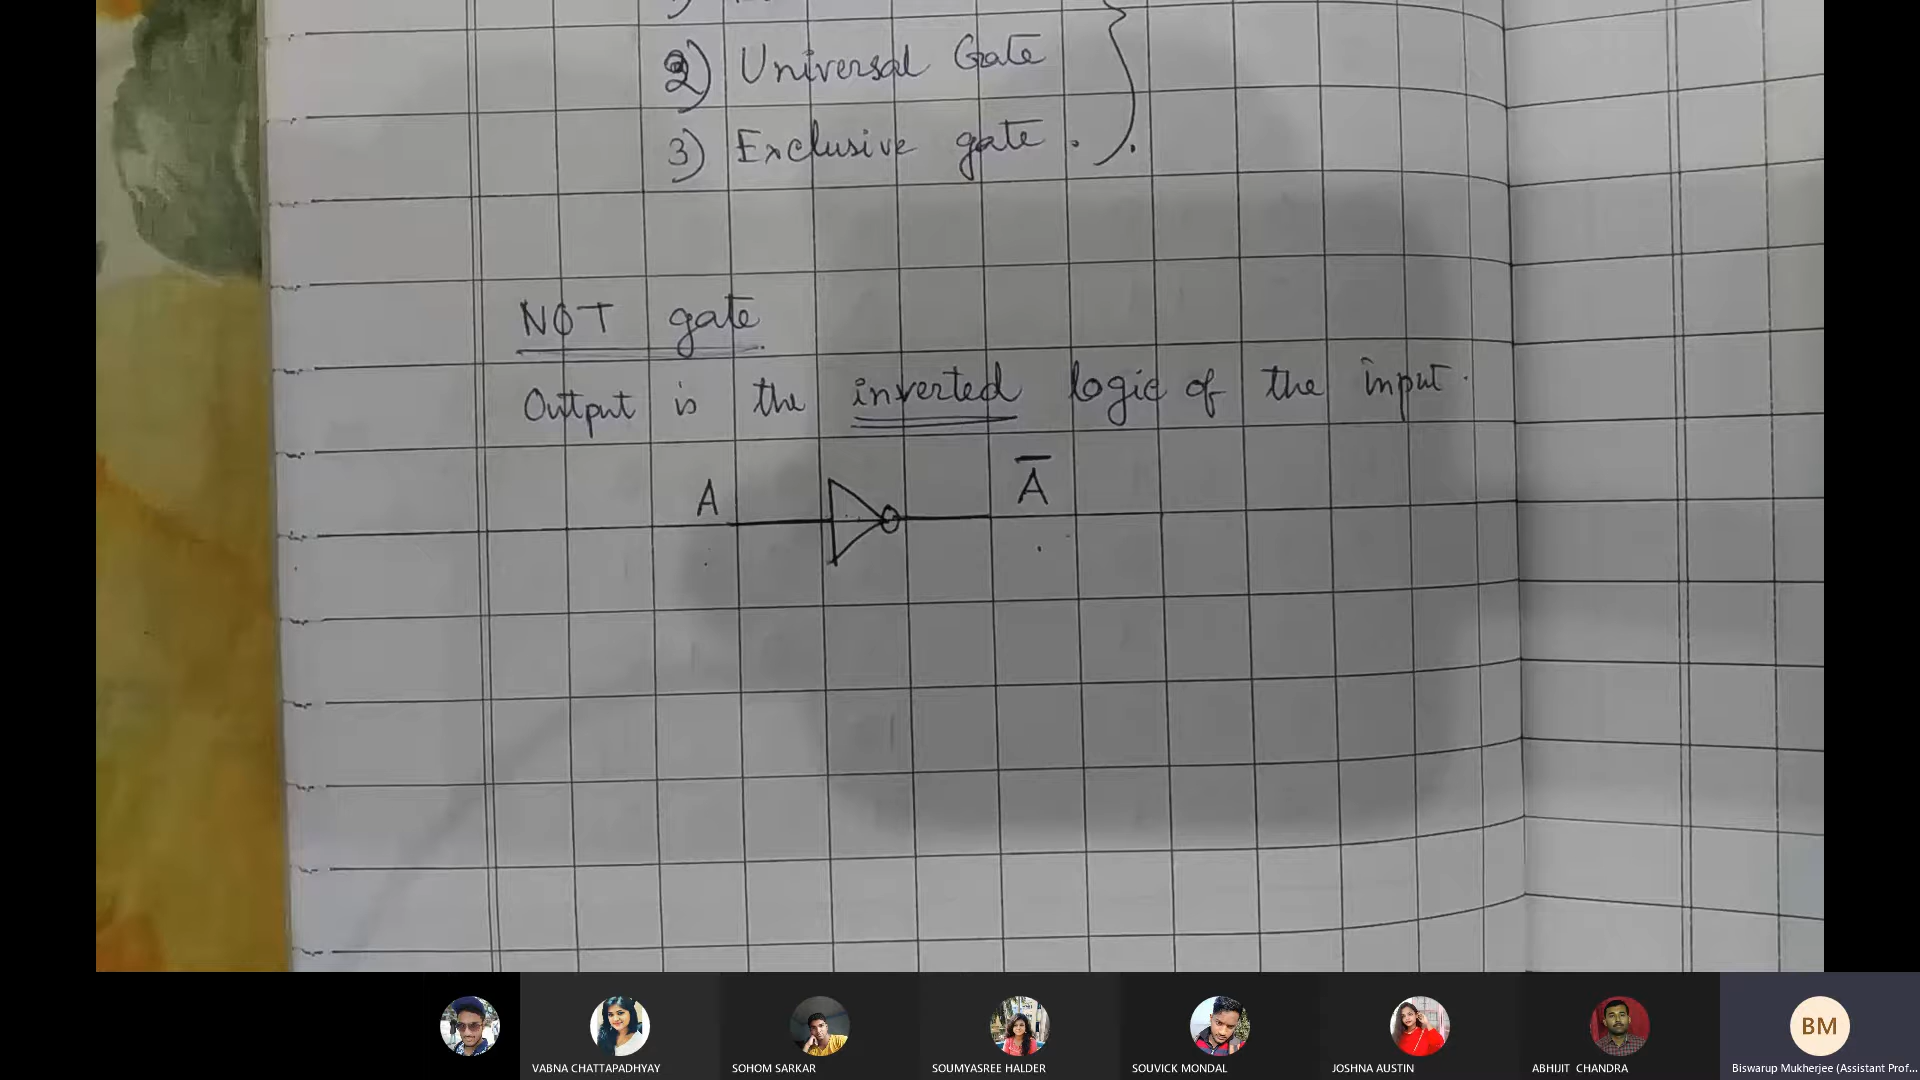 2) Universal Gate
3) Exclusive gate.
NOT gate
Output is the inverted logic of the input.
A
A̅
VABNA CHATTAPADHYAY
SOHOM SARKAR
SOUMYASREE HALDER
SOUVICK MONDAL
JOSHNA AUSTIN
ABHIJIT CHANDRA
BM
Biswarup Mukherjee (Assistant Prof...